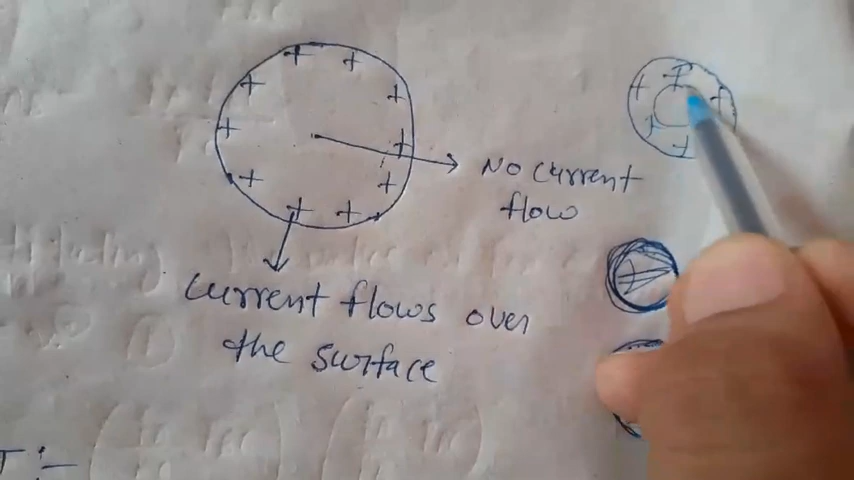 No current
flow
current flows over
the surface